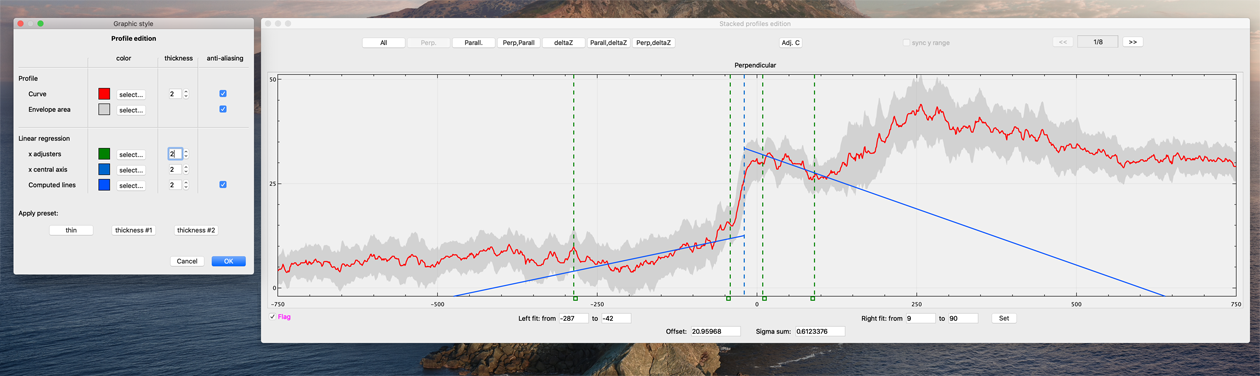 Graphic style
Profile edition
color thickness anti-aliasing
Profile
Curve select... 2
Envelope area select...
Linear regression
x adjusters select... 2
x central axis select... 2
Computed lines select... 2
Apply preset:
thin thickness #1 thickness #2
Cancel OK
Stacked profiles edition
All Perp. Parall. Perp,Parall deltaZ Parall,deltaZ Perp,deltaZ Adj. C sync y range << 1/8 >>
Perpendicular
50
25
0
-750 -500 -250 0 250 500 750
Flag Left fit: from -287 to -42 Right fit: from 9 to 90 Set
Offset: 20.95968 Sigma sum: 0.6123376